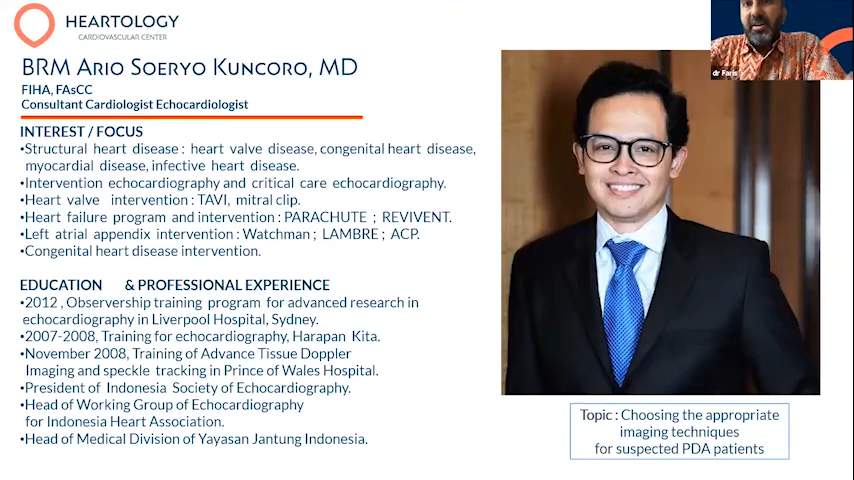 HEARTOLOGY
CARDIOVASCULAR CENTER
dr Faris
BRM Ario Soeryo Kuncoro, MD
FIHA, FAsCC
Consultant Cardiologist Echocardiologist
INTEREST / FOCUS
•Structural heart disease : heart valve disease, congenital heart disease,
myocardial disease, infective heart disease.
•Intervention echocardiography and critical care echocardiography.
•Heart valve intervention : TAVI, mitral clip.
•Heart failure program and intervention : PARACHUTE ; REVIVENT.
•Left atrial appendix intervention : Watchman ; LAMBRE ; ACP.
•Congenital heart disease intervention.
EDUCATION & PROFESSIONAL EXPERIENCE
•2012 , Observership training program for advanced research in
echocardiography in Liverpool Hospital, Sydney.
•2007-2008, Training for echocardiography, Harapan Kita.
•November 2008, Training of Advance Tissue Doppler
Imaging and speckle tracking in Prince of Wales Hospital.
•President of Indonesia Society of Echocardiography.
•Head of Working Group of Echocardiography
for Indonesia Heart Association.
•Head of Medical Division of Yayasan Jantung Indonesia.
Topic : Choosing the appropriate
imaging techniques
for suspected PDA patients